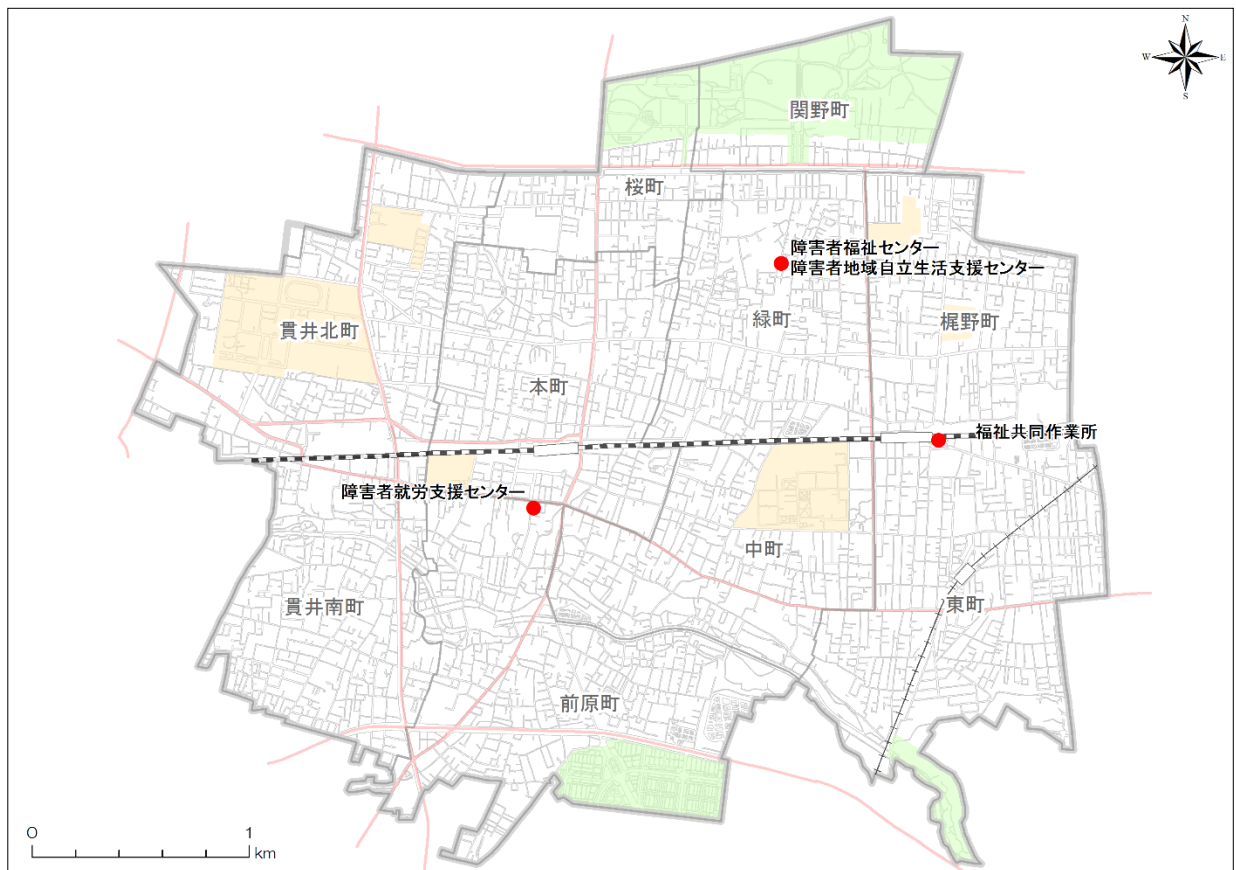 N
W
E
S
関野町
桜町
障害者福祉センター
障害者地域自立生活支援センター
緑町
梶野町
貫井北町
本町
福祉共同作業所
障害者就労支援センター
中町
貫井南町
東町
前原町
0
1
km